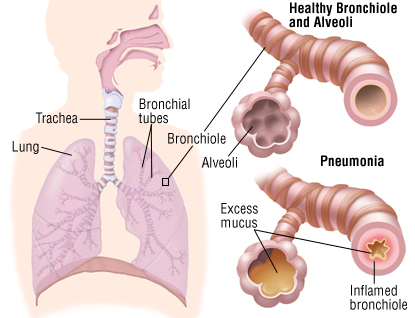 Healthy Bronchiole
and Alveoli
Bronchial
tubes
Trachea
Lung
Bronchiole
Alveoli
Pneumonia
Excess
mucus
Inflamed
bronchiole